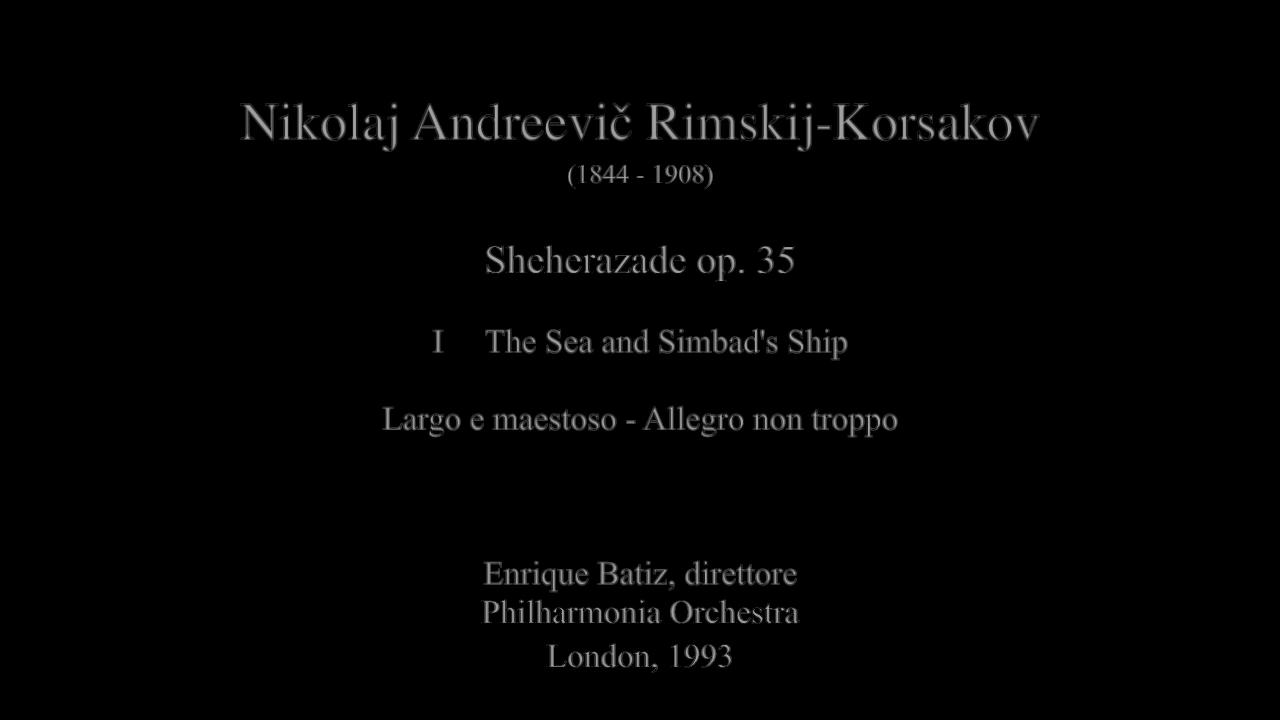 Nikolaj Andreevič Rimskij-Korsakov
(1844 - 1908)
Sheherazade op. 35
I The Sea and Simbad's Ship
Largo e maestoso - Allegro non troppo
Enrique Batiz, direttore
Philharmonia Orchestra
London, 1993